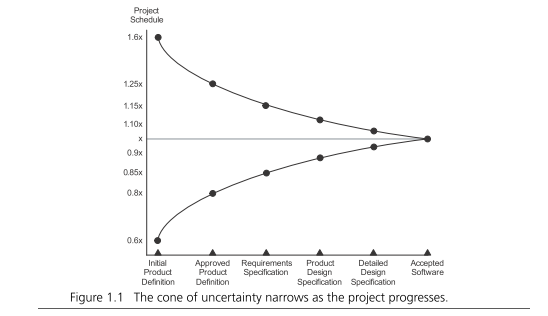 Project
Schedule
1.6x
1.25x
1.15x
1.10x
x
0.9x
0.85x
0.8x
0.6x
Initial
Product
Definition
Approved
Product
Definition
Requirements
Specification
Product
Design
Specification
Detailed
Design
Specification
Accepted
Software
Figure 1.1 The cone of uncertainty narrows as the project progresses.